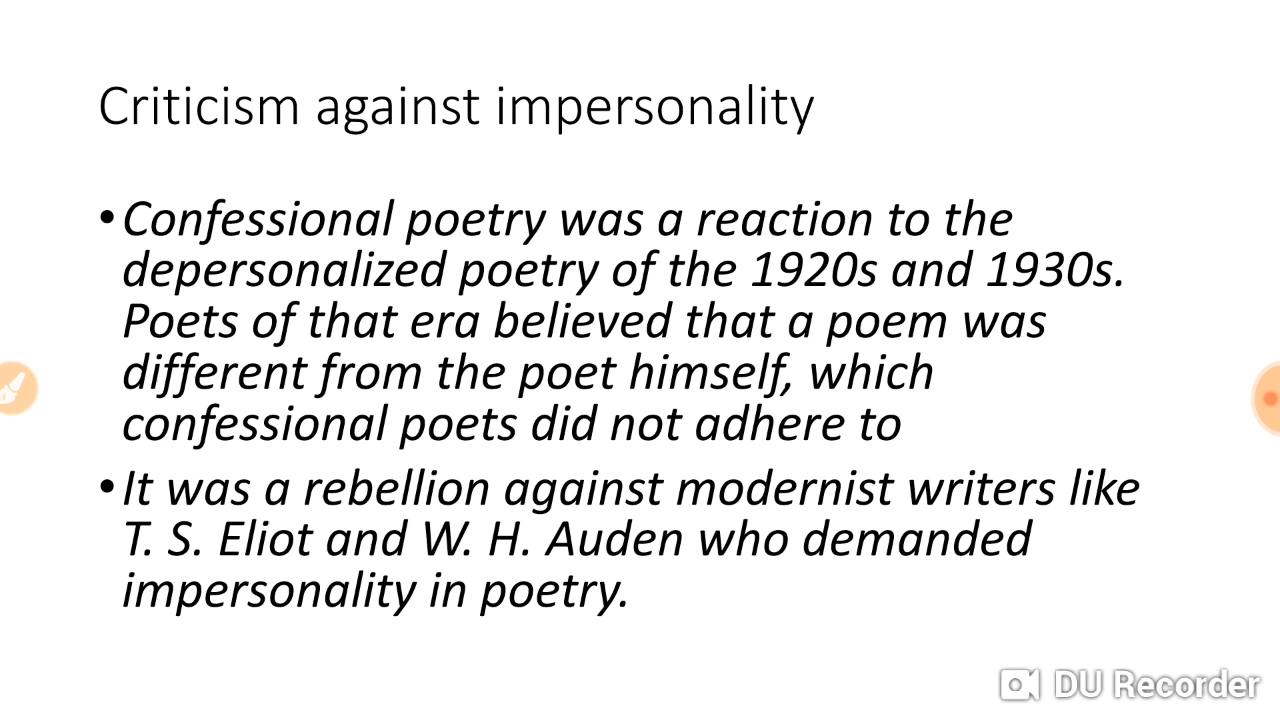 Criticism against impersonality
•Confessional poetry was a reaction to the
depersonalized poetry of the 1920s and 1930s.
Poets of that era believed that a poem was
different from the poet himself, which
confessional poets did not adhere to
•It was a rebellion against modernist writers like
T. S. Eliot and W. H. Auden who demanded
impersonality in poetry.
DU Recorder